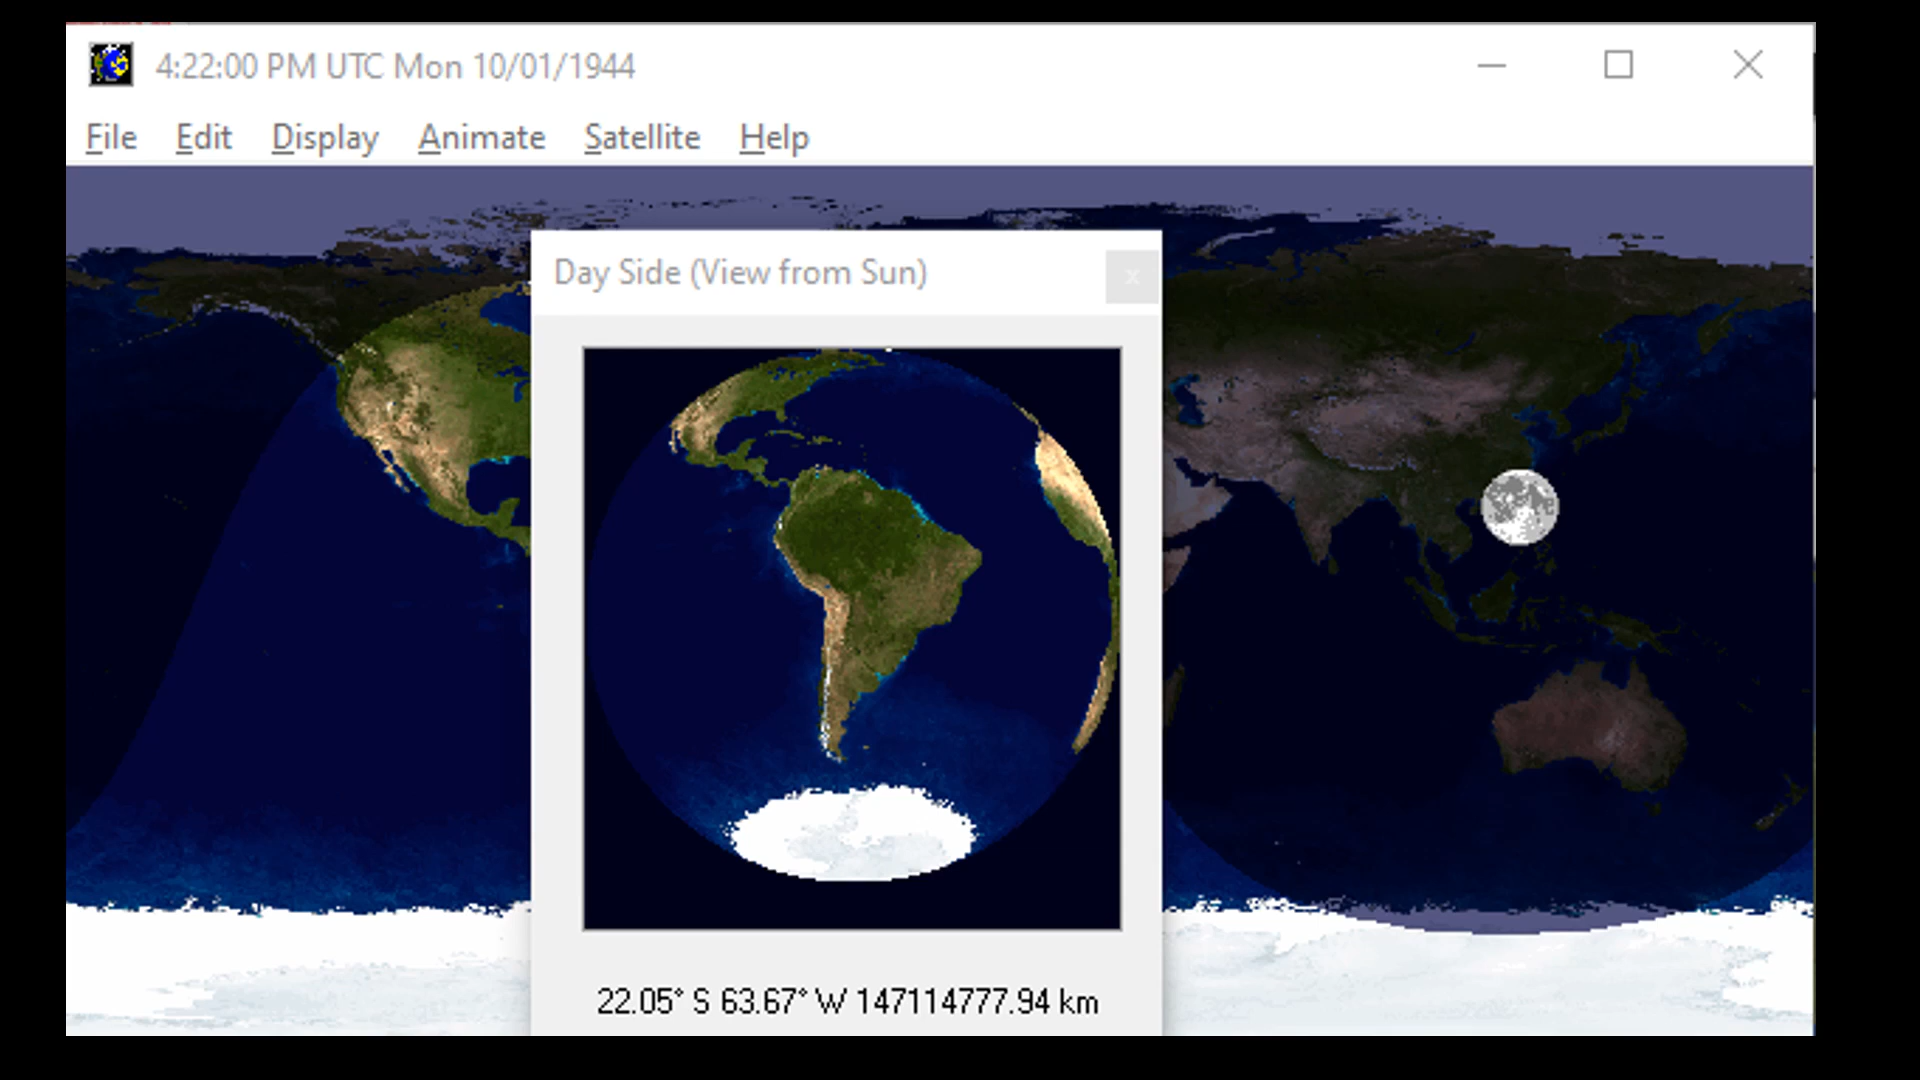 4:22:00 PM UTC Mon 10/01/1944
File Edit Display Animate Satellite Help
Day Side (View from Sun)
x
22.05° S 63.67° W 147114777.94 km